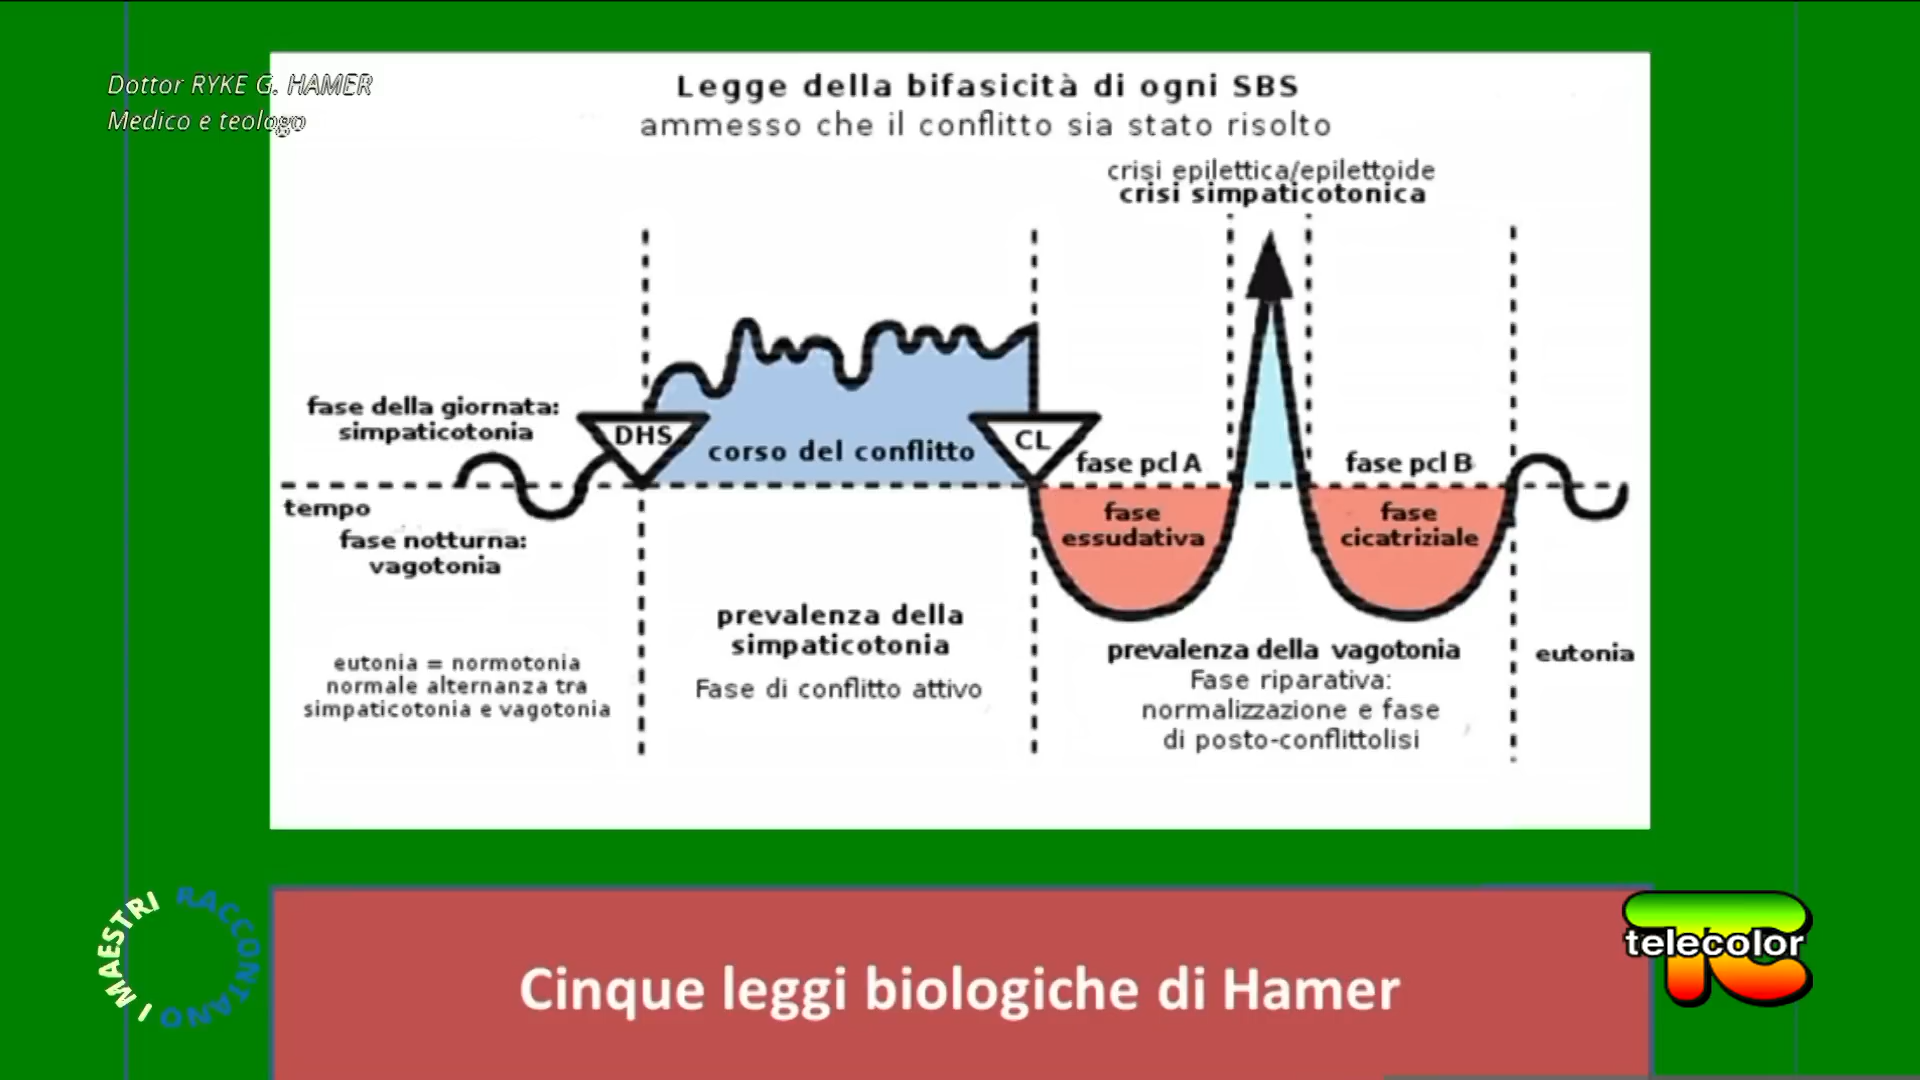 Dottor RYKE G. HAMER
Medico e teologo
Legge della bifasicità di ogni SBS
ammesso che il conflitto sia stato risolto
crisi epilettica/epilettoide
crisi simpaticotonica
fase della giornata:
simpaticotonia
DHS
corso del conflitto
CL
fase pcl A
fase pcl B
tempo
fase notturna:
vagotonia
fase
essudativa
fase
cicatriziale
prevalenza della
simpaticotonia
Fase di conflitto attivo
eutonia = normotonia
normale alternanza tra
simpaticotonia e vagotonia
prevalenza della vagotonia
Fase riparativa:
normalizzazione e fase
di posto-conflittolisi
eutonia
I MAESTRI RACCONTANO
telecolor
TC
Cinque leggi biologiche di Hamer